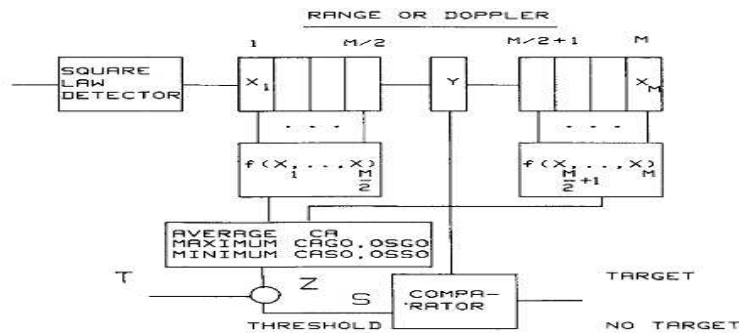 RANGE OR DOPPLER
1 M/2 M/2+1 M
SQUARE
LAW
DETECTOR
X1 Y XM
. . . . . .
f(X1,...,XM/2) f(XM/2+1,...,XM)
AVERAGE CA
MAXIMUM CAGO,OSGO
MINIMUM CASO,OSSO
T Z S
COMPA-
RATOR
TARGET
THRESHOLD NO TARGET